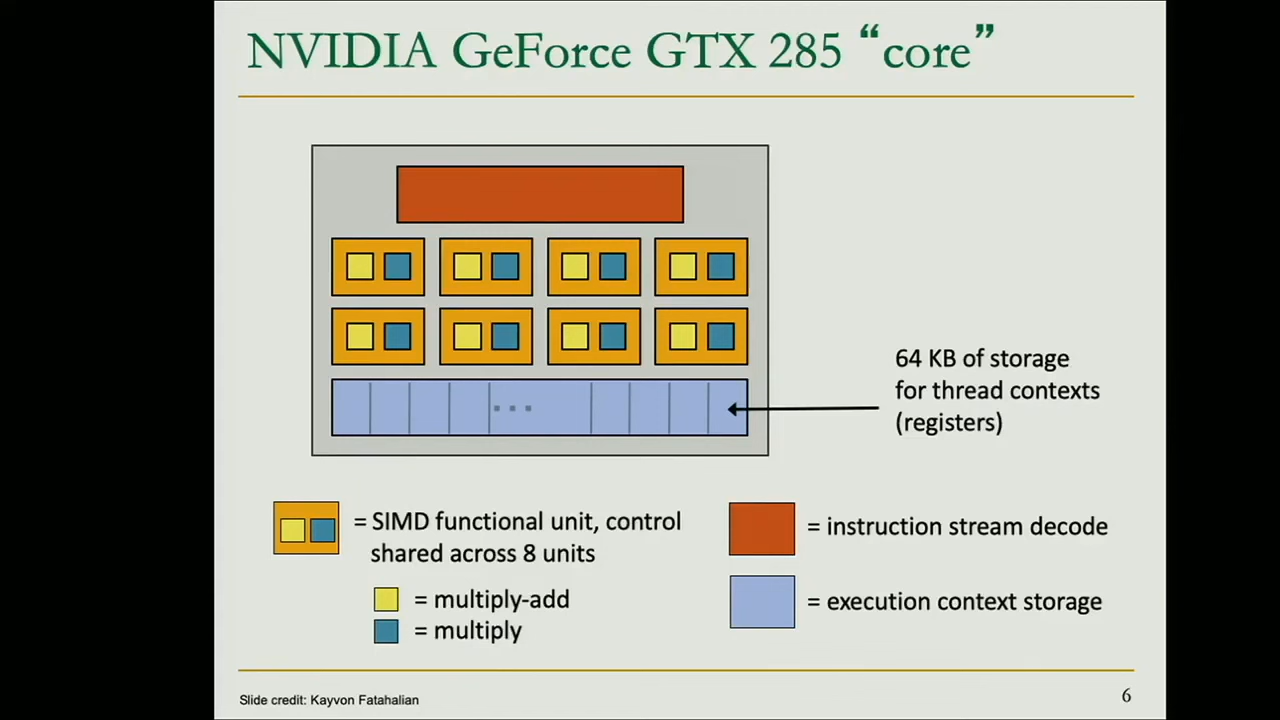 NVIDIA GeForce GTX 285 “core”
64 KB of storage
for thread contexts
(registers)
= SIMD functional unit, control
shared across 8 units
= multiply-add
= multiply
= instruction stream decode
= execution context storage
Slide credit: Kayvon Fatahalian
6